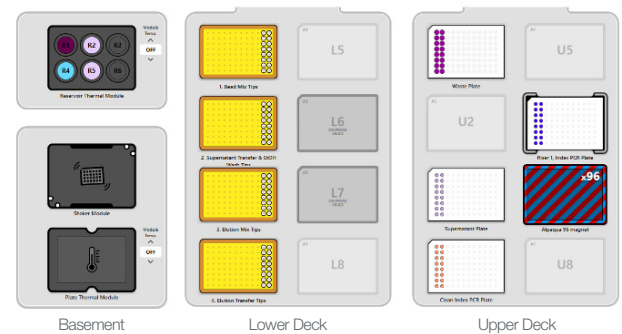 R1
R2
R3
R4
R5
R6
Module
Temp.
OFF
Reservoir Thermal Module
Shaker Module
Module
Temp.
OFF
Plate Thermal Module
Basement
1. Bead Mix Tips
L5
2. Supernatant Transfer & EtOH
Wash Tips
L6
3. Elution Mix Tips
L7
4. Elution Transfer Tips
L8
Lower Deck
Waste Plate
U5
U2
Riser 1, Index PCR Plate
Supernatant Plate
x96
Alpaqua 96 magnet
Clean Index PCR Plate
U8
Upper Deck